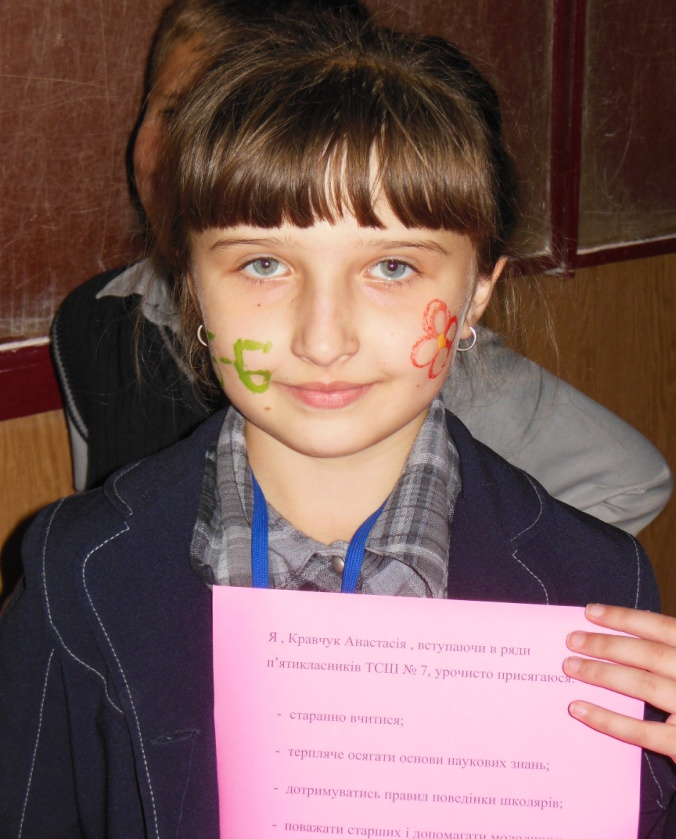 -Б
Я , Кравчук Анастасія , вступаючи в ряди
п’ятикласників ТСШ № 7, урочисто присягаюся:
- старанно вчитися;
- терпляче осягати основи наукових знань;
- дотримуватись правил поведінки школярів;
- поважати старших і допомагати